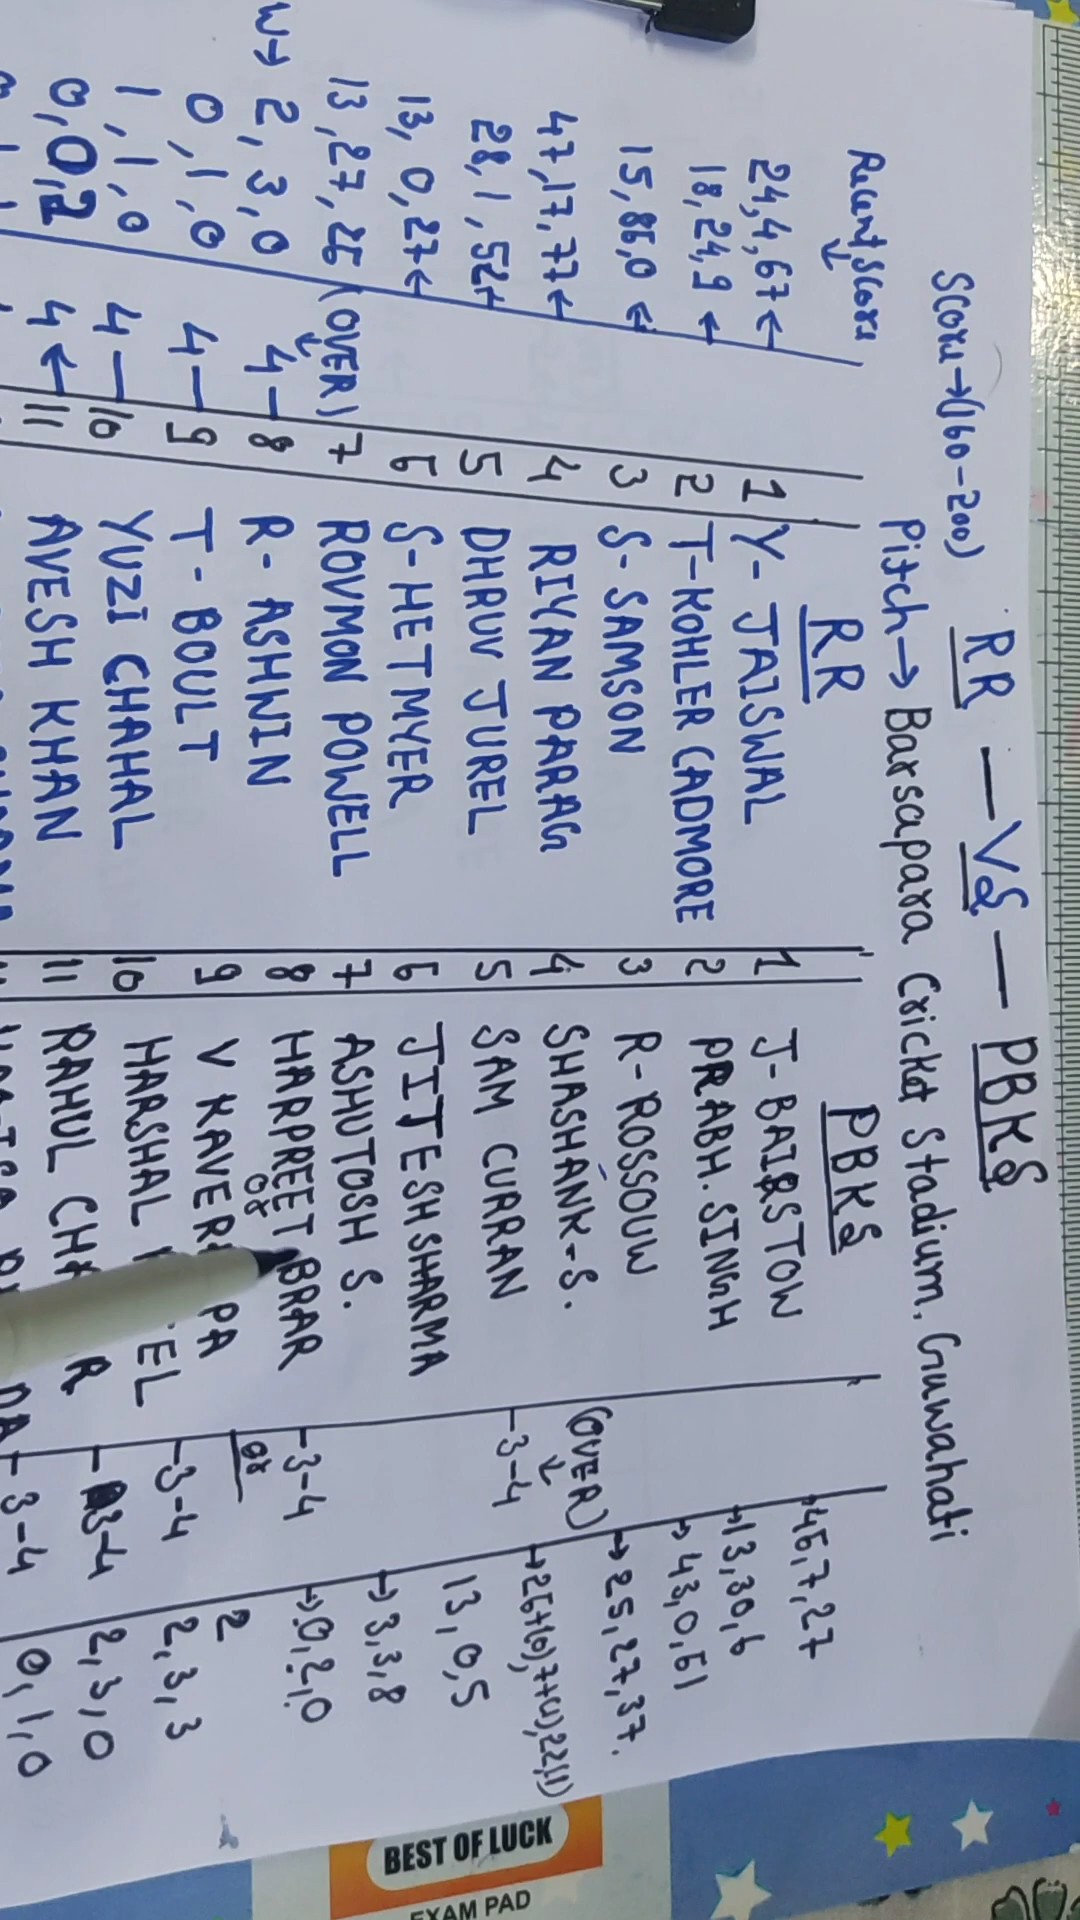 RR — VS — PBKS
Score→(160-200) Pitch→ Barsapara Cricket Stadium, Guwahati
Recent Score RR PBKS
24,4,67← 1 Y- JAISWAL 1 J-BAIRSTOW →46,7,27
18,24,9← 2 T-KOHLER CADMORE 2 PRABH.SINGH →13,30,6
15,86,0← 3 S-SAMSON 3 R-ROSSOUW →43,0,61
47,17,77← 4 RIYAN PARAG 4 SHASHANK-S. (OVER) →25,27,37.
28,1,52← 5 DHRUV JUREL 5 SAM CURRAN -3-4
13,0,27← 6 S-HETMYER 6 JITESH SHARMA 13,0,5
13,27,26 (OVER) 7 ROVMON POWELL 7 ASHUTOSH S. →3,3,8
W→ 2,3,0 4- 8 R-ASHWIN 8 HARPREET BRAR -3-4 →0,2,0
or or
0,1,0 4- 9 T-BOULT 9 2
1,1,0 4- 10 YUZI CHAHAL 10 HARSHAL -3-4 2,3,3
0,0,2 4← 11 AVESH KHAN 11 RAHUL -3-4 2,3,0
-3-4 0,1,0
BEST OF LUCK
EXAM PAD